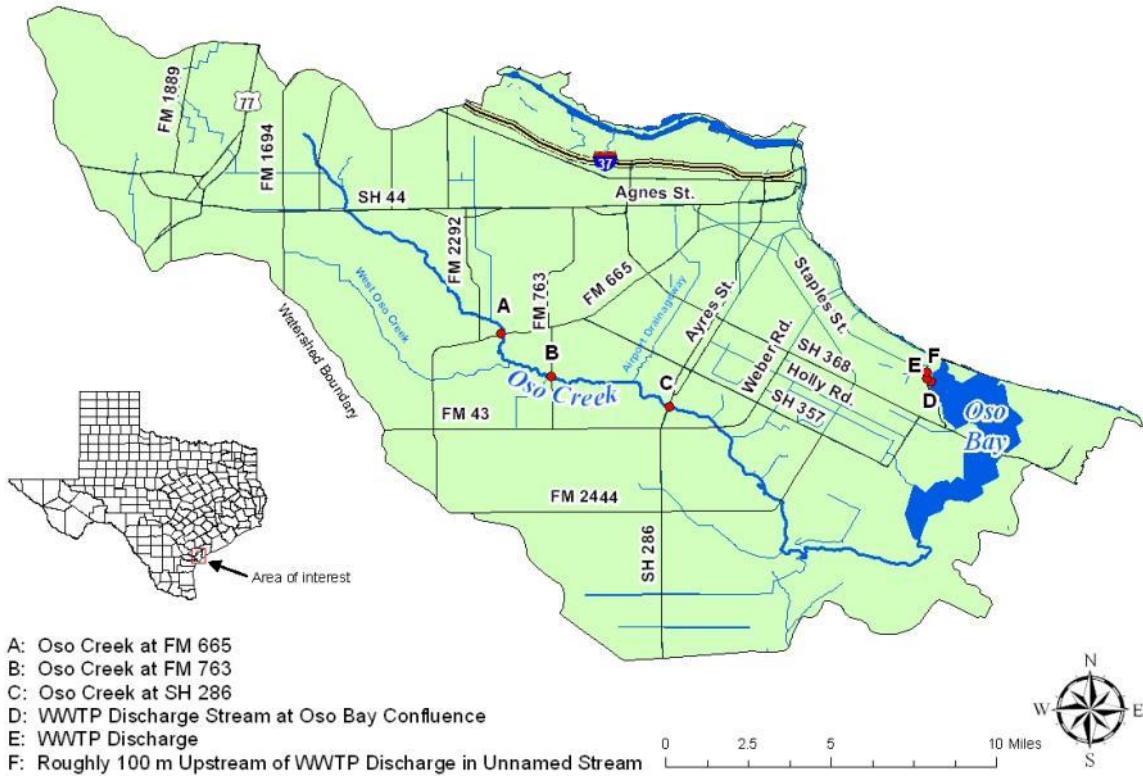 FM 1889
77
FM 1694
37
Agnes St.
SH 44
FM 2292
FM 763
FM 665
West Oso Creek
Airport Drainagway
Ayres St.
Staples St.
Watershed Boundary
A
B
Oso Creek
C
Weber Rd.
SH 368
Holly Rd.
SH 357
E
F
D
Oso
Bay
FM 43
FM 2444
SH 286
Area of interest
A: Oso Creek at FM 665
B: Oso Creek at FM 763
C: Oso Creek at SH 286
D: WWTP Discharge Stream at Oso Bay Confluence
E: WWTP Discharge
F: Roughly 100 m Upstream of WWTP Discharge in Unnamed Stream
0 2.5 5 10 Miles
N
W E
S